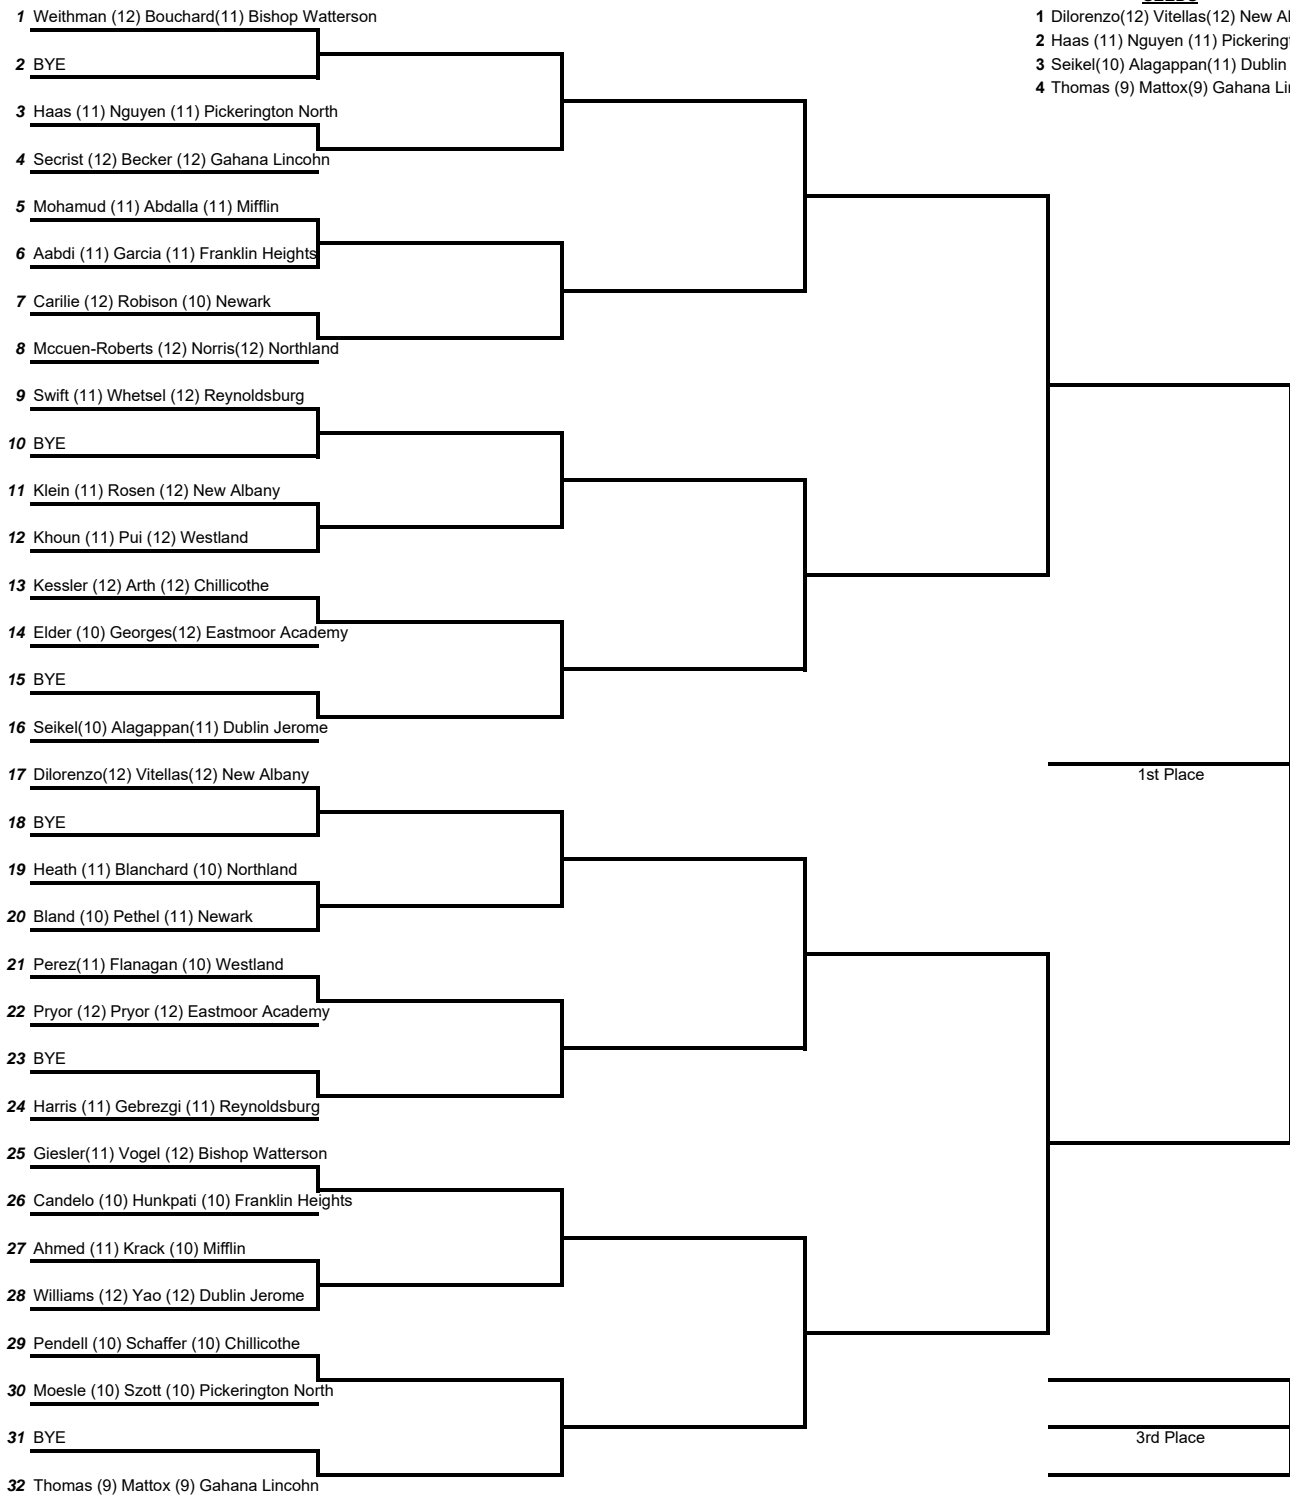 1 Weithman (12) Bouchard(11) Bishop Watterson
2 BYE
3 Haas (11) Nguyen (11) Pickerington North
4 Secrist (12) Becker (12) Gahana Lincohn
5 Mohamud (11) Abdalla (11) Mifflin
6 Aabdi (11) Garcia (11) Franklin Heights
7 Carilie (12) Robison (10) Newark
8 Mccuen-Roberts (12) Norris(12) Northland
9 Swift (11) Whetsel (12) Reynoldsburg
10 BYE
11 Klein (11) Rosen (12) New Albany
12 Khoun (11) Pui (12) Westland
13 Kessler (12) Arth (12) Chillicothe
14 Elder (10) Georges(12) Eastmoor Academy
15 BYE
16 Seikel(10) Alagappan(11) Dublin Jerome
17 Dilorenzo(12) Vitellas(12) New Albany
18 BYE
19 Heath (11) Blanchard (10) Northland
20 Bland (10) Pethel (11) Newark
21 Perez(11) Flanagan (10) Westland
22 Pryor (12) Pryor (12) Eastmoor Academy
23 BYE
24 Harris (11) Gebrezgi (11) Reynoldsburg
25 Giesler(11) Vogel (12) Bishop Watterson
26 Candelo (10) Hunkpati (10) Franklin Heights
27 Ahmed (11) Krack (10) Mifflin
28 Williams (12) Yao (12) Dublin Jerome
29 Pendell (10) Schaffer (10) Chillicothe
30 Moesle (10) Szott (10) Pickerington North
31 BYE
32 Thomas (9) Mattox (9) Gahana Lincohn
1 Dilorenzo(12) Vitellas(12) New
2 Haas (11) Nguyen (11)
3 Seikel(10) Alagappan(11) Dublin
4 Thomas (9) Mattox(9) Gahana
1st Place
3rd Place